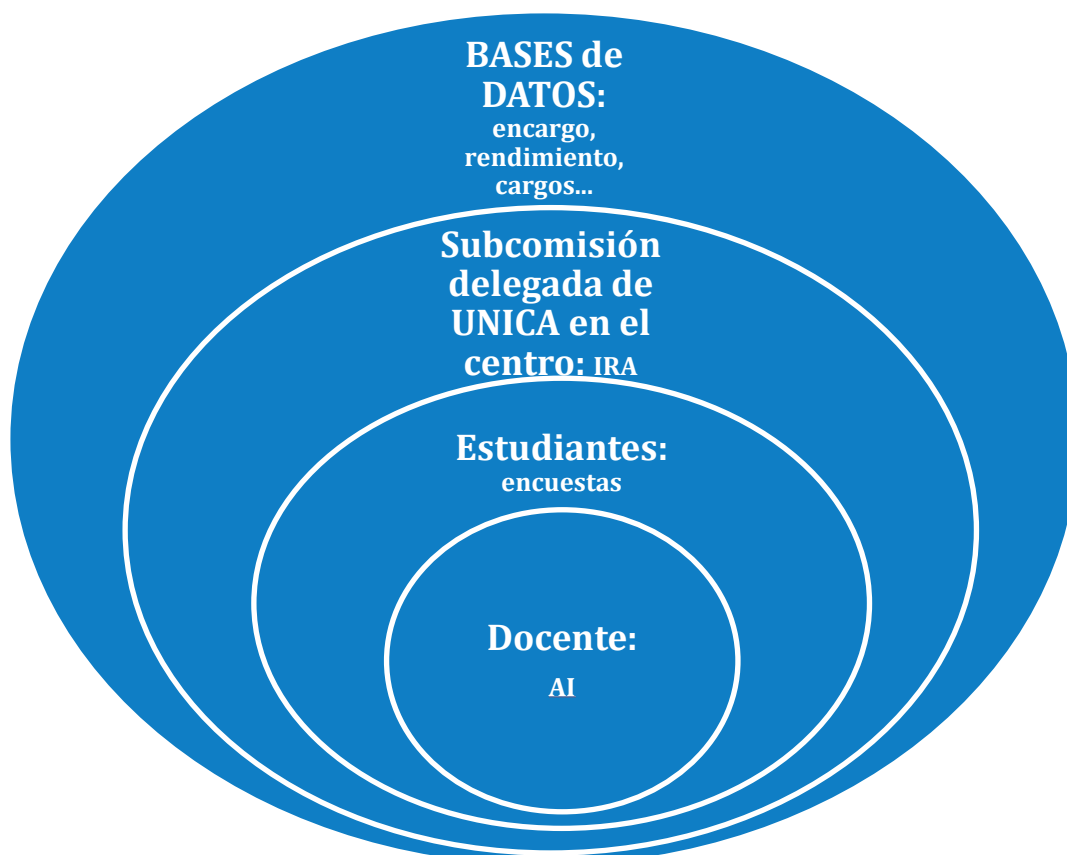 BASES de
DATOS:
encargo,
rendimiento,
cargos...
Subcomisión
delegada de
UNICA en el
centro: IRA
Estudiantes:
encuestas
Docente:
AI